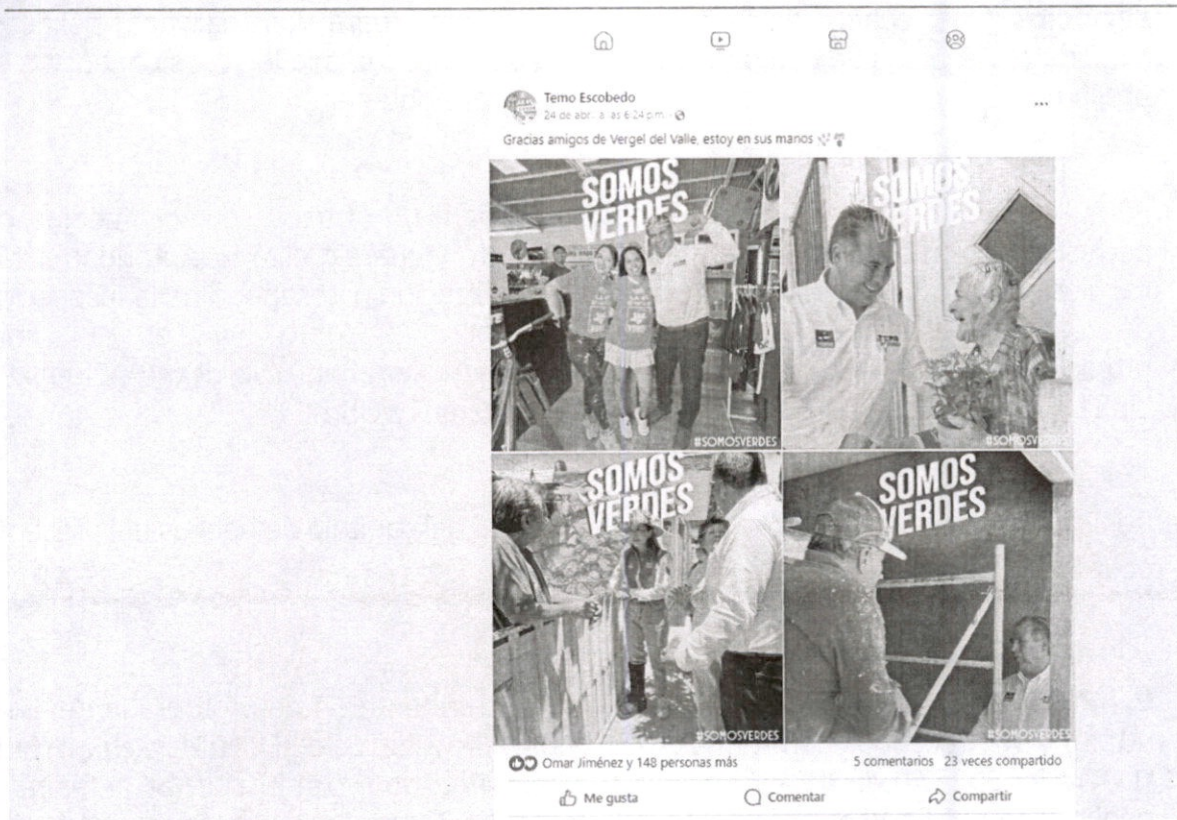 Temo Escobedo
24 de abr. a las 6:24 p.m.
Gracias amigos de Vergel del Valle, estoy en sus manos
SOMOS
VERDES
#SOMOSVERDES
SOMOS
VERDES
TEMO
#SOMOSVERDES
SOMOS
VERDES
#SOMOSVERDES
SOMOS
VERDES
#SOMOSVERDES
Omar Jiménez y 148 personas más
5 comentarios 23 veces compartido
Me gusta
Comentar
Compartir